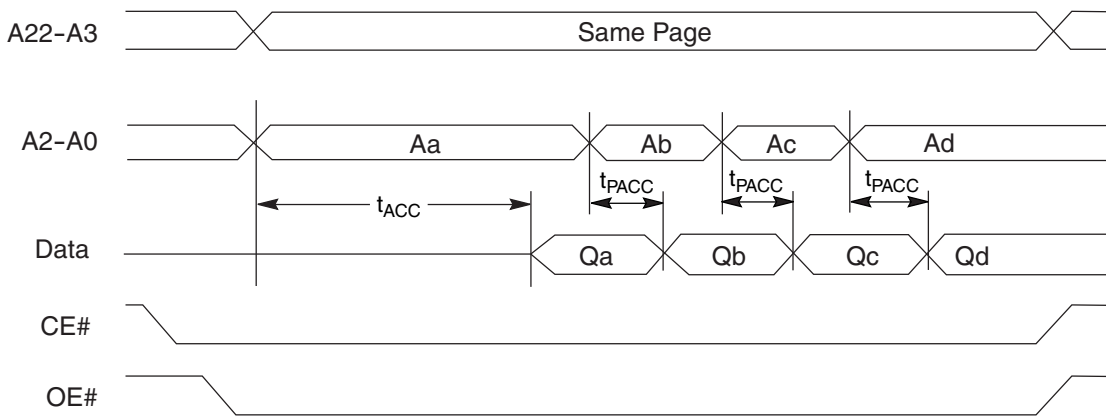 A22-A3 Same Page
A2-A0 Aa Ab Ac Ad
tACC tPACC tPACC tPACC
Data Qa Qb Qc Qd
CE#
OE#